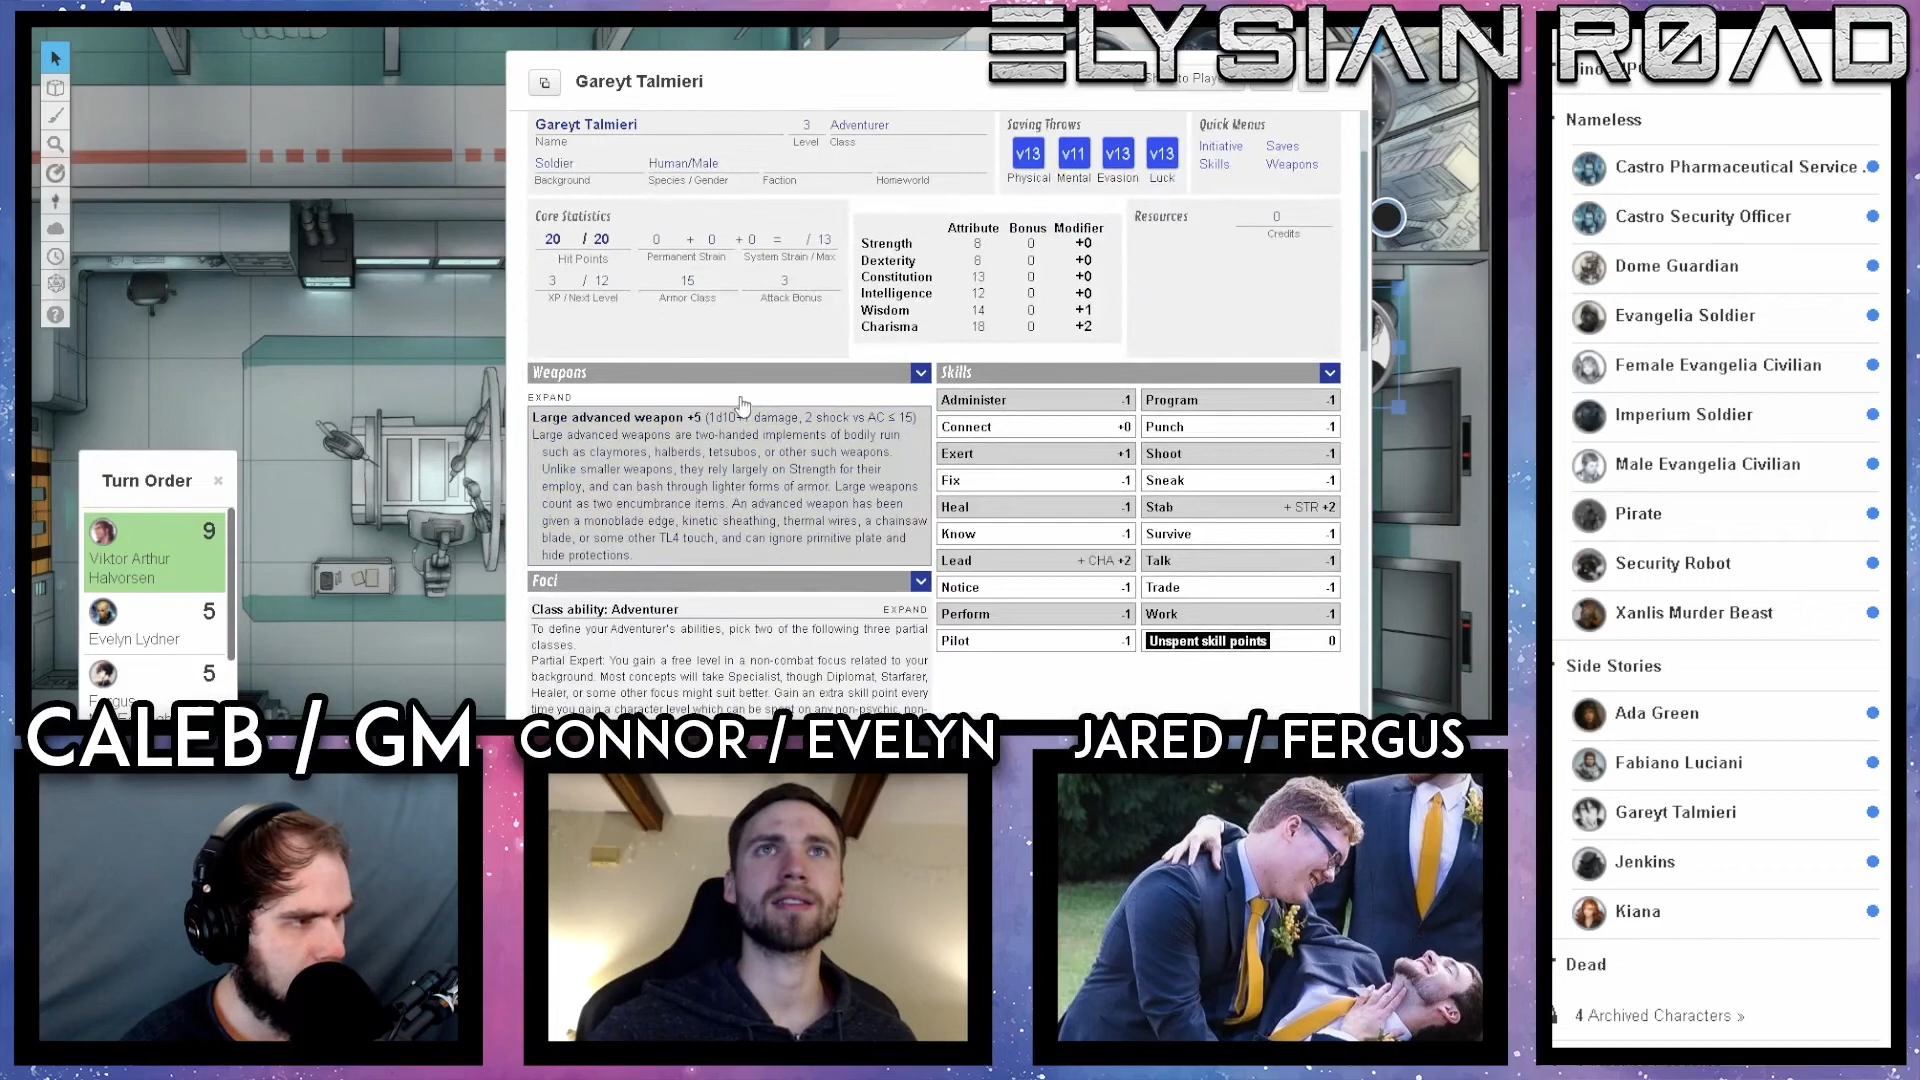 ELYSIAN RØAD
Gareyt Talmieri
Gareyt Talmieri
3 Adventurer
Name Level Class
Soldier Human/Male
Background Species / Gender Faction Homeworld
Saving Throws
v13 v11 v13 v13
Physical Mental Evasion Luck
Quick Menus
Initiative Saves
Skills Weapons
Core Statistics
20 / 20 0 + 0 + 0 = / 13
Hit Points Permanent Strain System Strain / Max
3 / 12 15 3
XP / Next Level Armor Class Attack Bonus
Attribute Bonus Modifier
Strength 8 0 +0
Dexterity 8 0 +0
Constitution 13 0 +0
Intelligence 12 0 +0
Wisdom 14 0 +1
Charisma 18 0 +2
Resources
0
Credits
Weapons
EXPAND
Large advanced weapon +5 (1d10+ damage, 2 shock vs AC ≤ 15)
Large advanced weapons are two-handed implements of bodily ruin
such as claymores, halberds, tetsubos, or other such weapons.
Unlike smaller weapons, they rely largely on Strength for their
employ, and can bash through lighter forms of armor. Large weapons
count as two encumbrance items. An advanced weapon has been
given a monoblade edge, kinetic sheathing, thermal wires, a chainsaw
blade, or some other TL4 touch, and can ignore primitive plate and
hide protections.
Foci
Class ability: Adventurer EXPAND
To define your Adventurer's abilities, pick two of the following three partial
classes.
Partial Expert: You gain a free level in a non-combat focus related to your
background. Most concepts will take Specialist, though Diplomat, Starfarer,
Healer, or some other focus might suit better. Gain an extra skill point every
time you gain a character level which can be spent on any non-psychic, non-
Skills
Administer -1 Program -1
Connect +0 Punch -1
Exert +1 Shoot -1
Fix -1 Sneak -1
Heal -1 Stab + STR +2
Know -1 Survive -1
Lead + CHA +2 Talk -1
Notice -1 Trade -1
Perform -1 Work -1
Pilot -1 Unspent skill points 0
Turn Order ×
9
Viktor Arthur
Halvorsen
5
Evelyn Lydner
5
Fergus
CALEB / GM
CONNOR / EVELYN
JARED / FERGUS
Nameless
Castro Pharmaceutical Service
Castro Security Officer
Dome Guardian
Evangelia Soldier
Female Evangelia Civilian
Imperium Soldier
Male Evangelia Civilian
Pirate
Security Robot
Xanlis Murder Beast
Side Stories
Ada Green
Fabiano Luciani
Gareyt Talmieri
Jenkins
Kiana
Dead
4 Archived Characters »